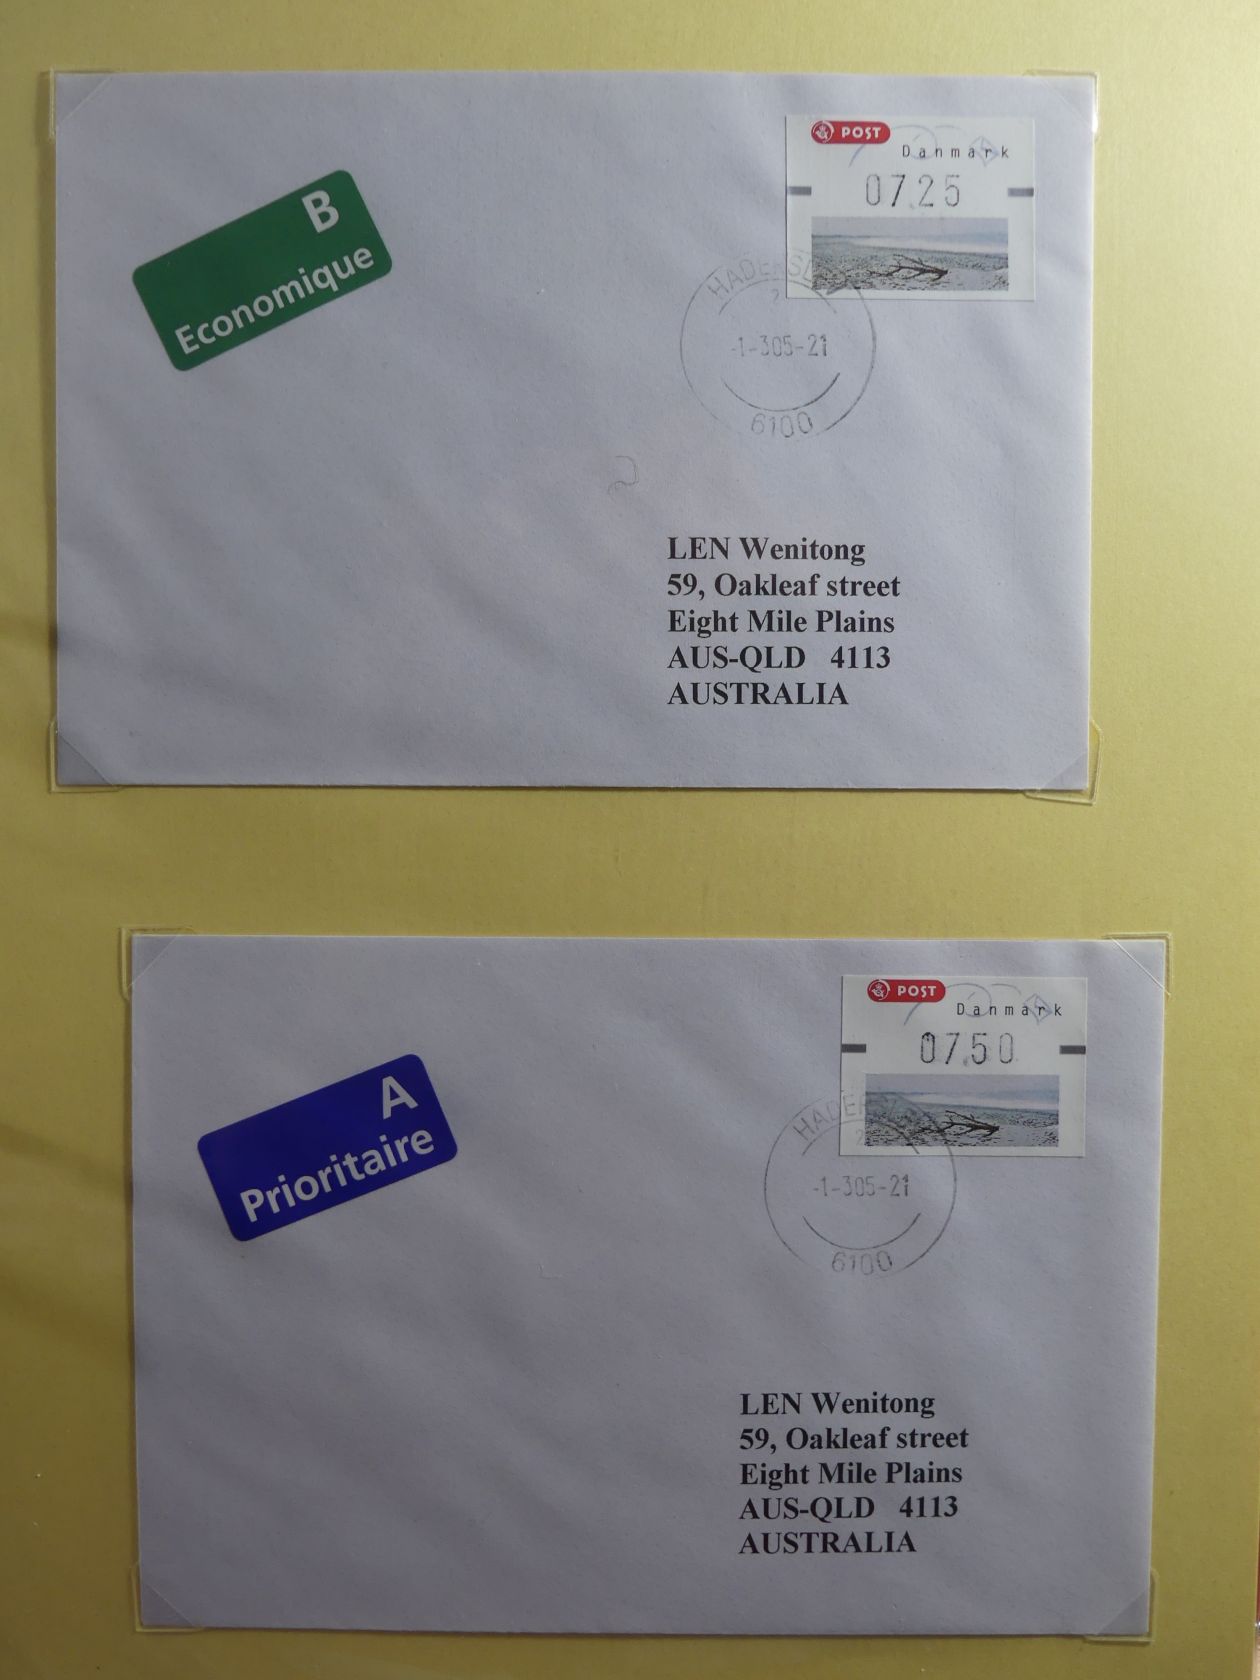 B
Economique
POST
Danmark
07.25
2
-1-305-21
6100
LEN Wenitong
59, Oakleaf street
Eight Mile Plains
AUS-QLD 4113
AUSTRALIA
A
Prioritaire
POST
Danmark
07.50
2
-1-305-21
6100
LEN Wenitong
59, Oakleaf street
Eight Mile Plains
AUS-QLD 4113
AUSTRALIA